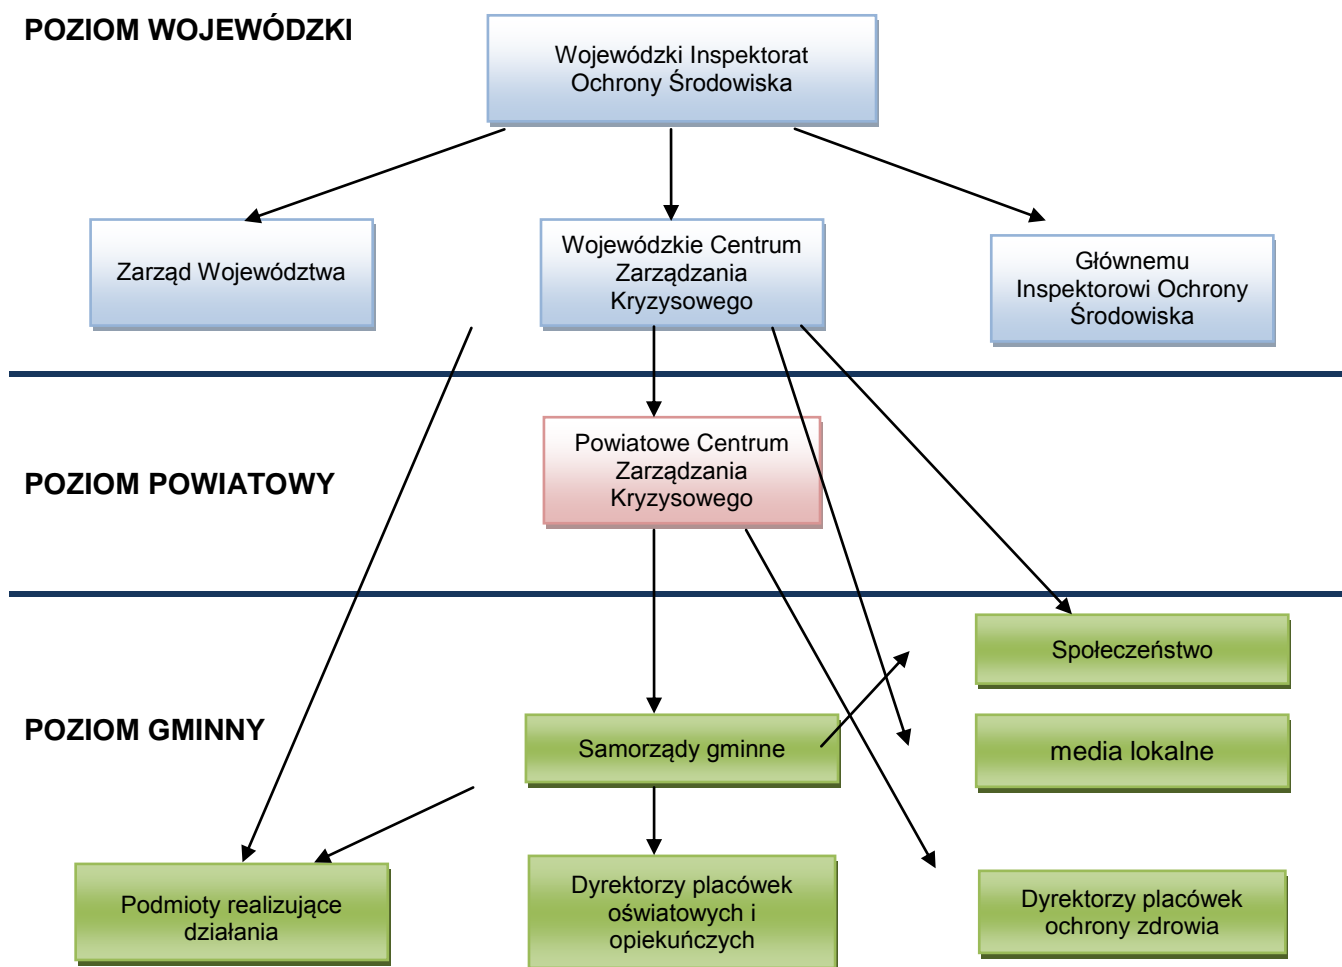 POZIOM WOJEWÓDZKI
Wojewódzki Inspektorat
Ochrony Środowiska
Zarząd Województwa
Wojewódzkie Centrum
Zarządzania
Kryzysowego
Głównemu
Inspektorowi Ochrony
Środowiska
POZIOM POWIATOWY
Powiatowe Centrum
Zarządzania
Kryzysowego
Społeczeństwo
POZIOM GMINNY
Samorządy gminne
media lokalne
Podmioty realizujące
działania
Dyrektorzy placówek
oświatowych i
opiekuńczych
Dyrektorzy placówek
ochrony zdrowia